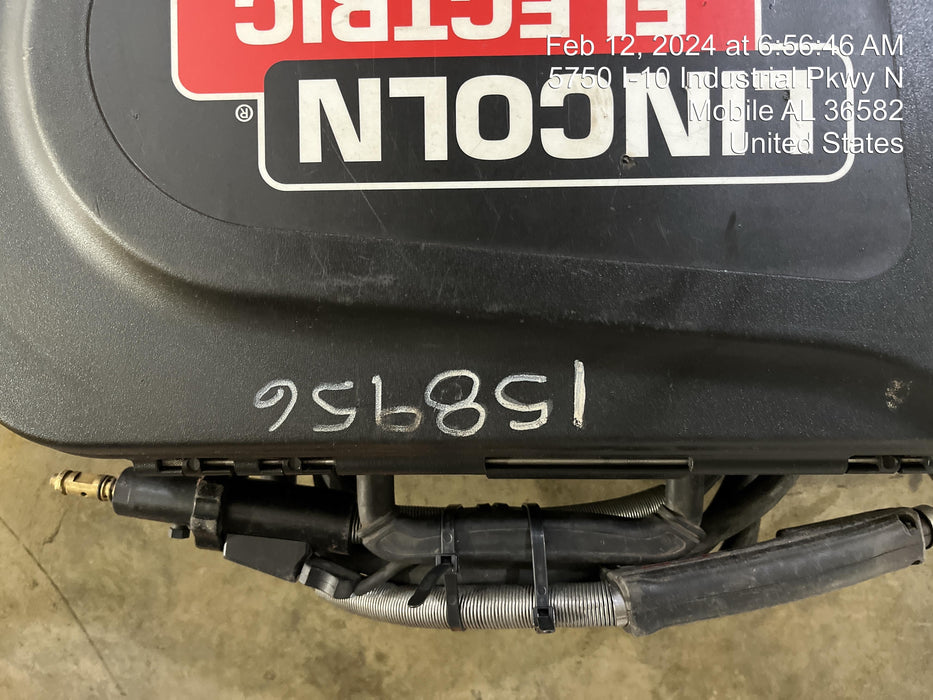 Feb 12, 2024 at 6:56:46 AM
5750 I-10 Industrial Pkwy N
Mobile AL 36582
United States
158956
LINCOLN ®
ELECTRIC